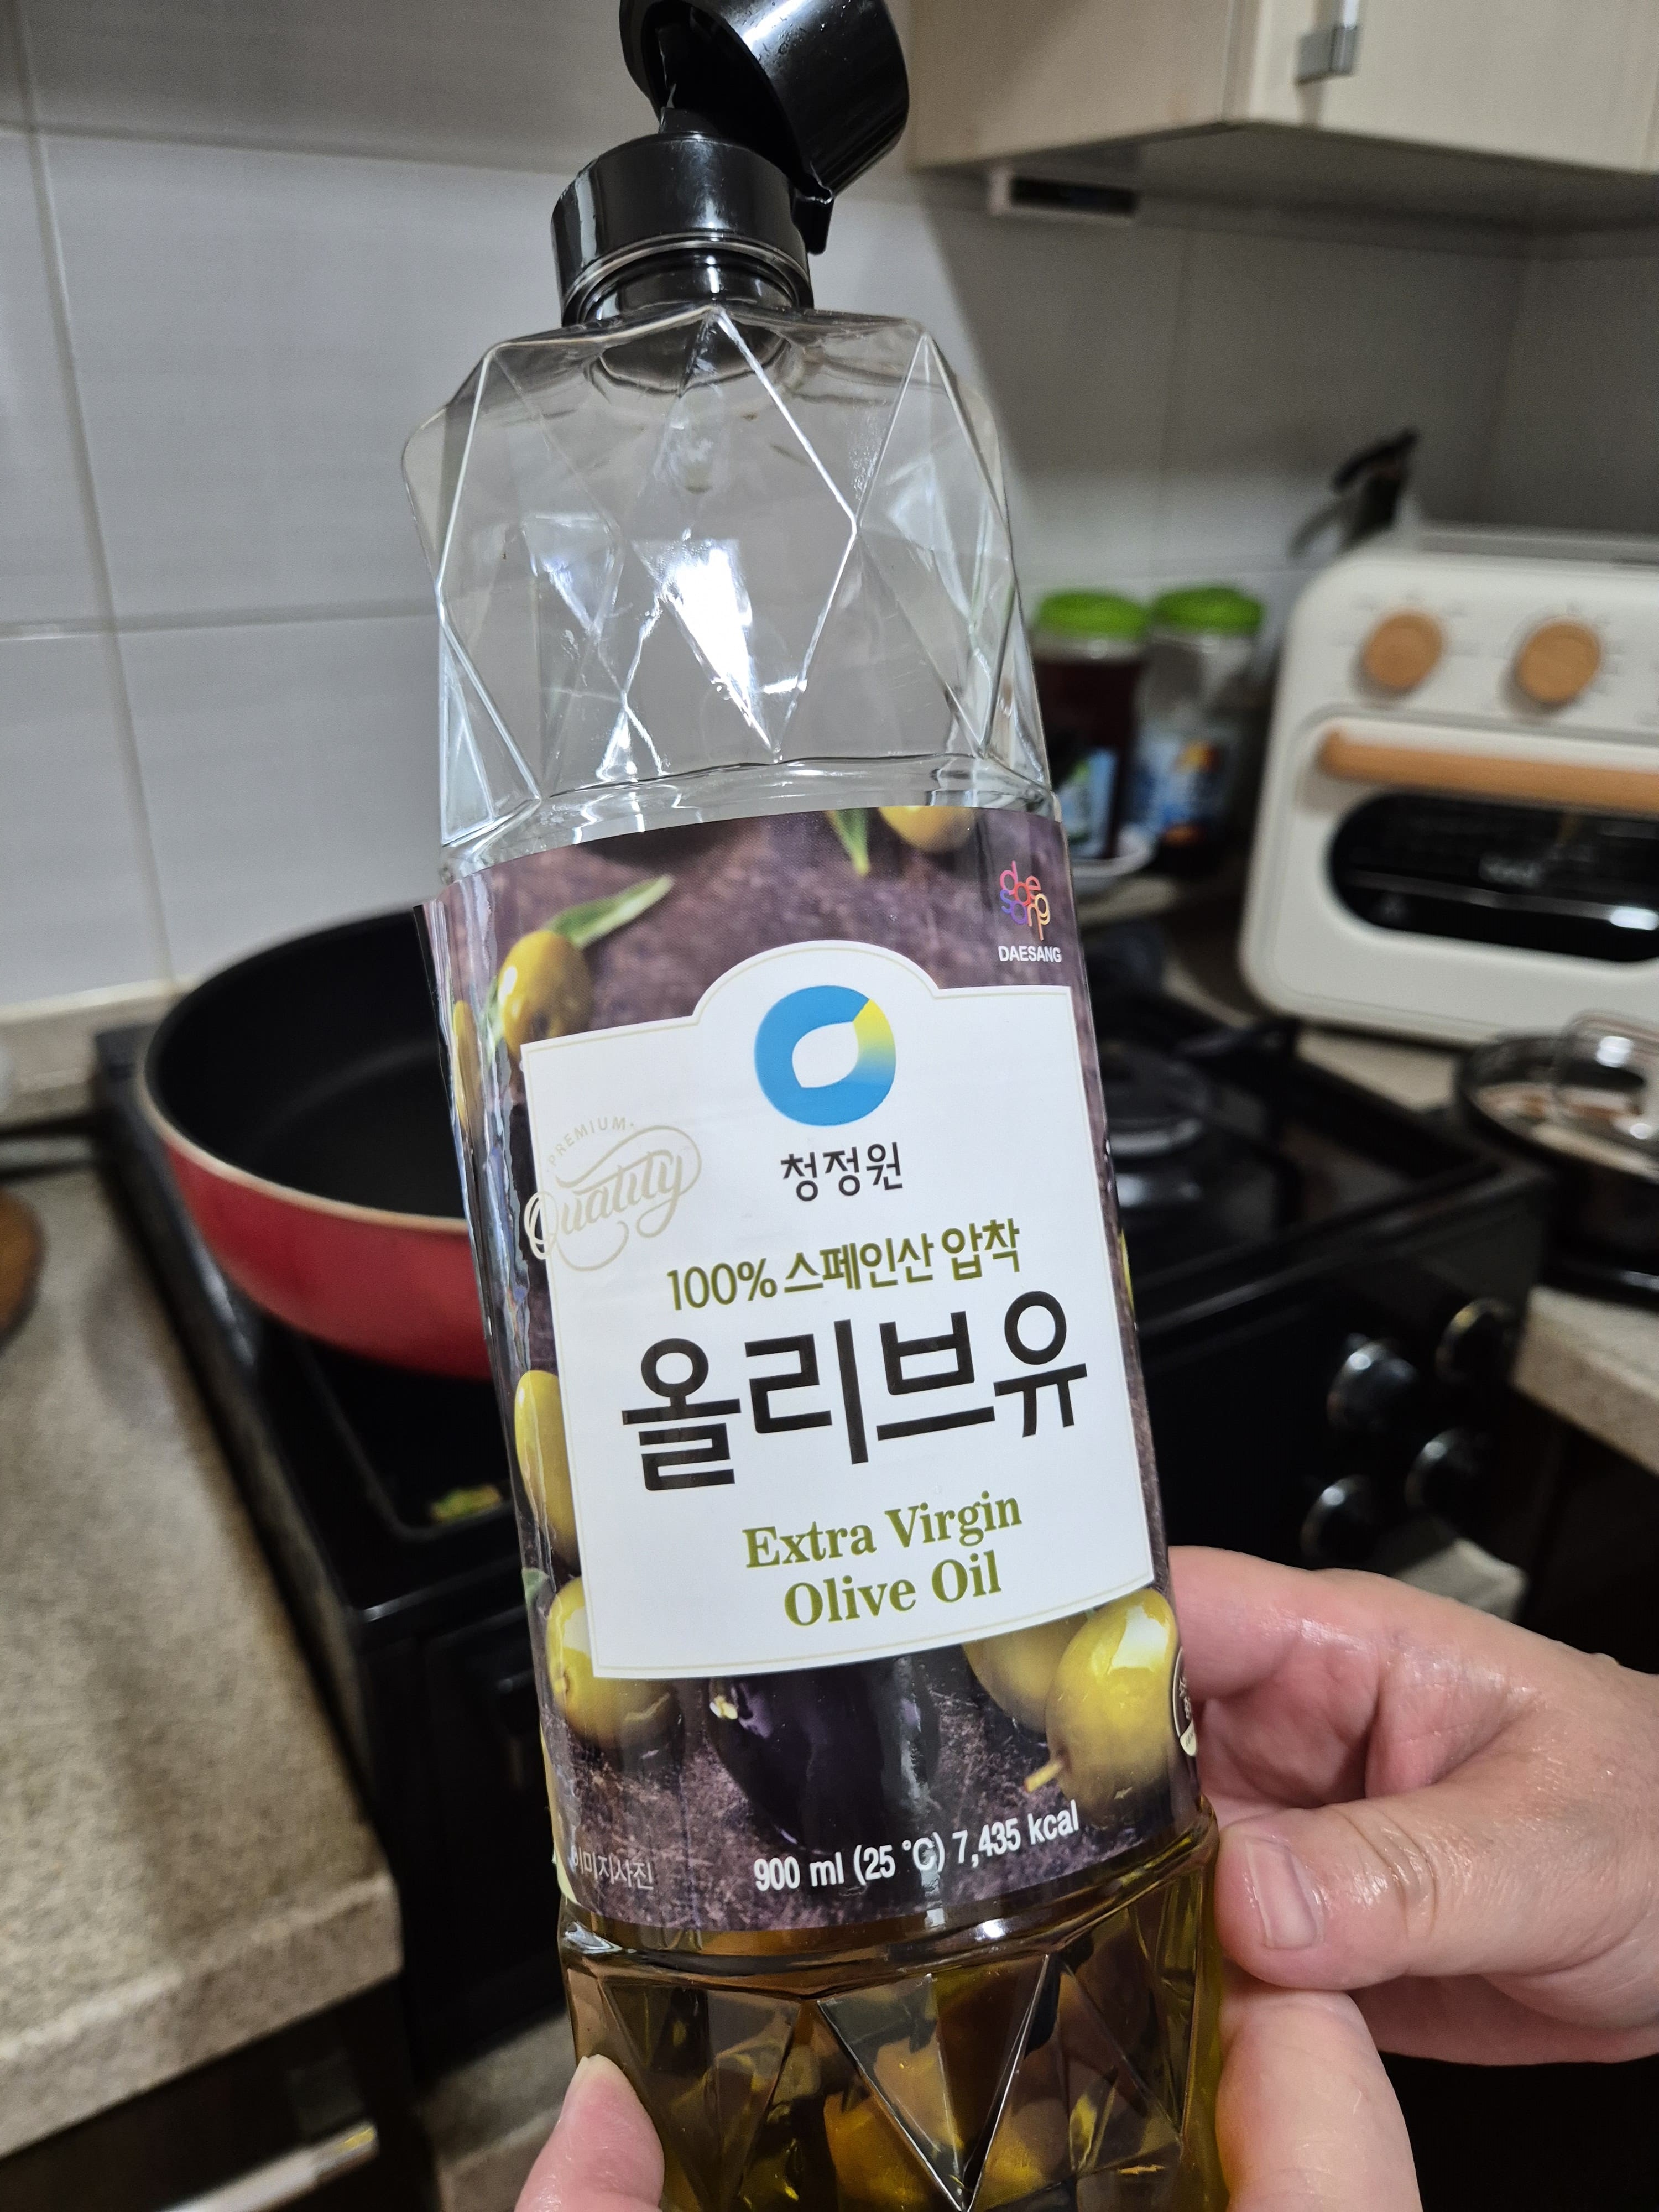 daesang
DAESANG
PREMIUM
Quality
청정원
100% 스페인산 압착
올리브유
Extra Virgin
Olive Oil
900 ml (25 ℃) 7,435 kcal
이미지사진